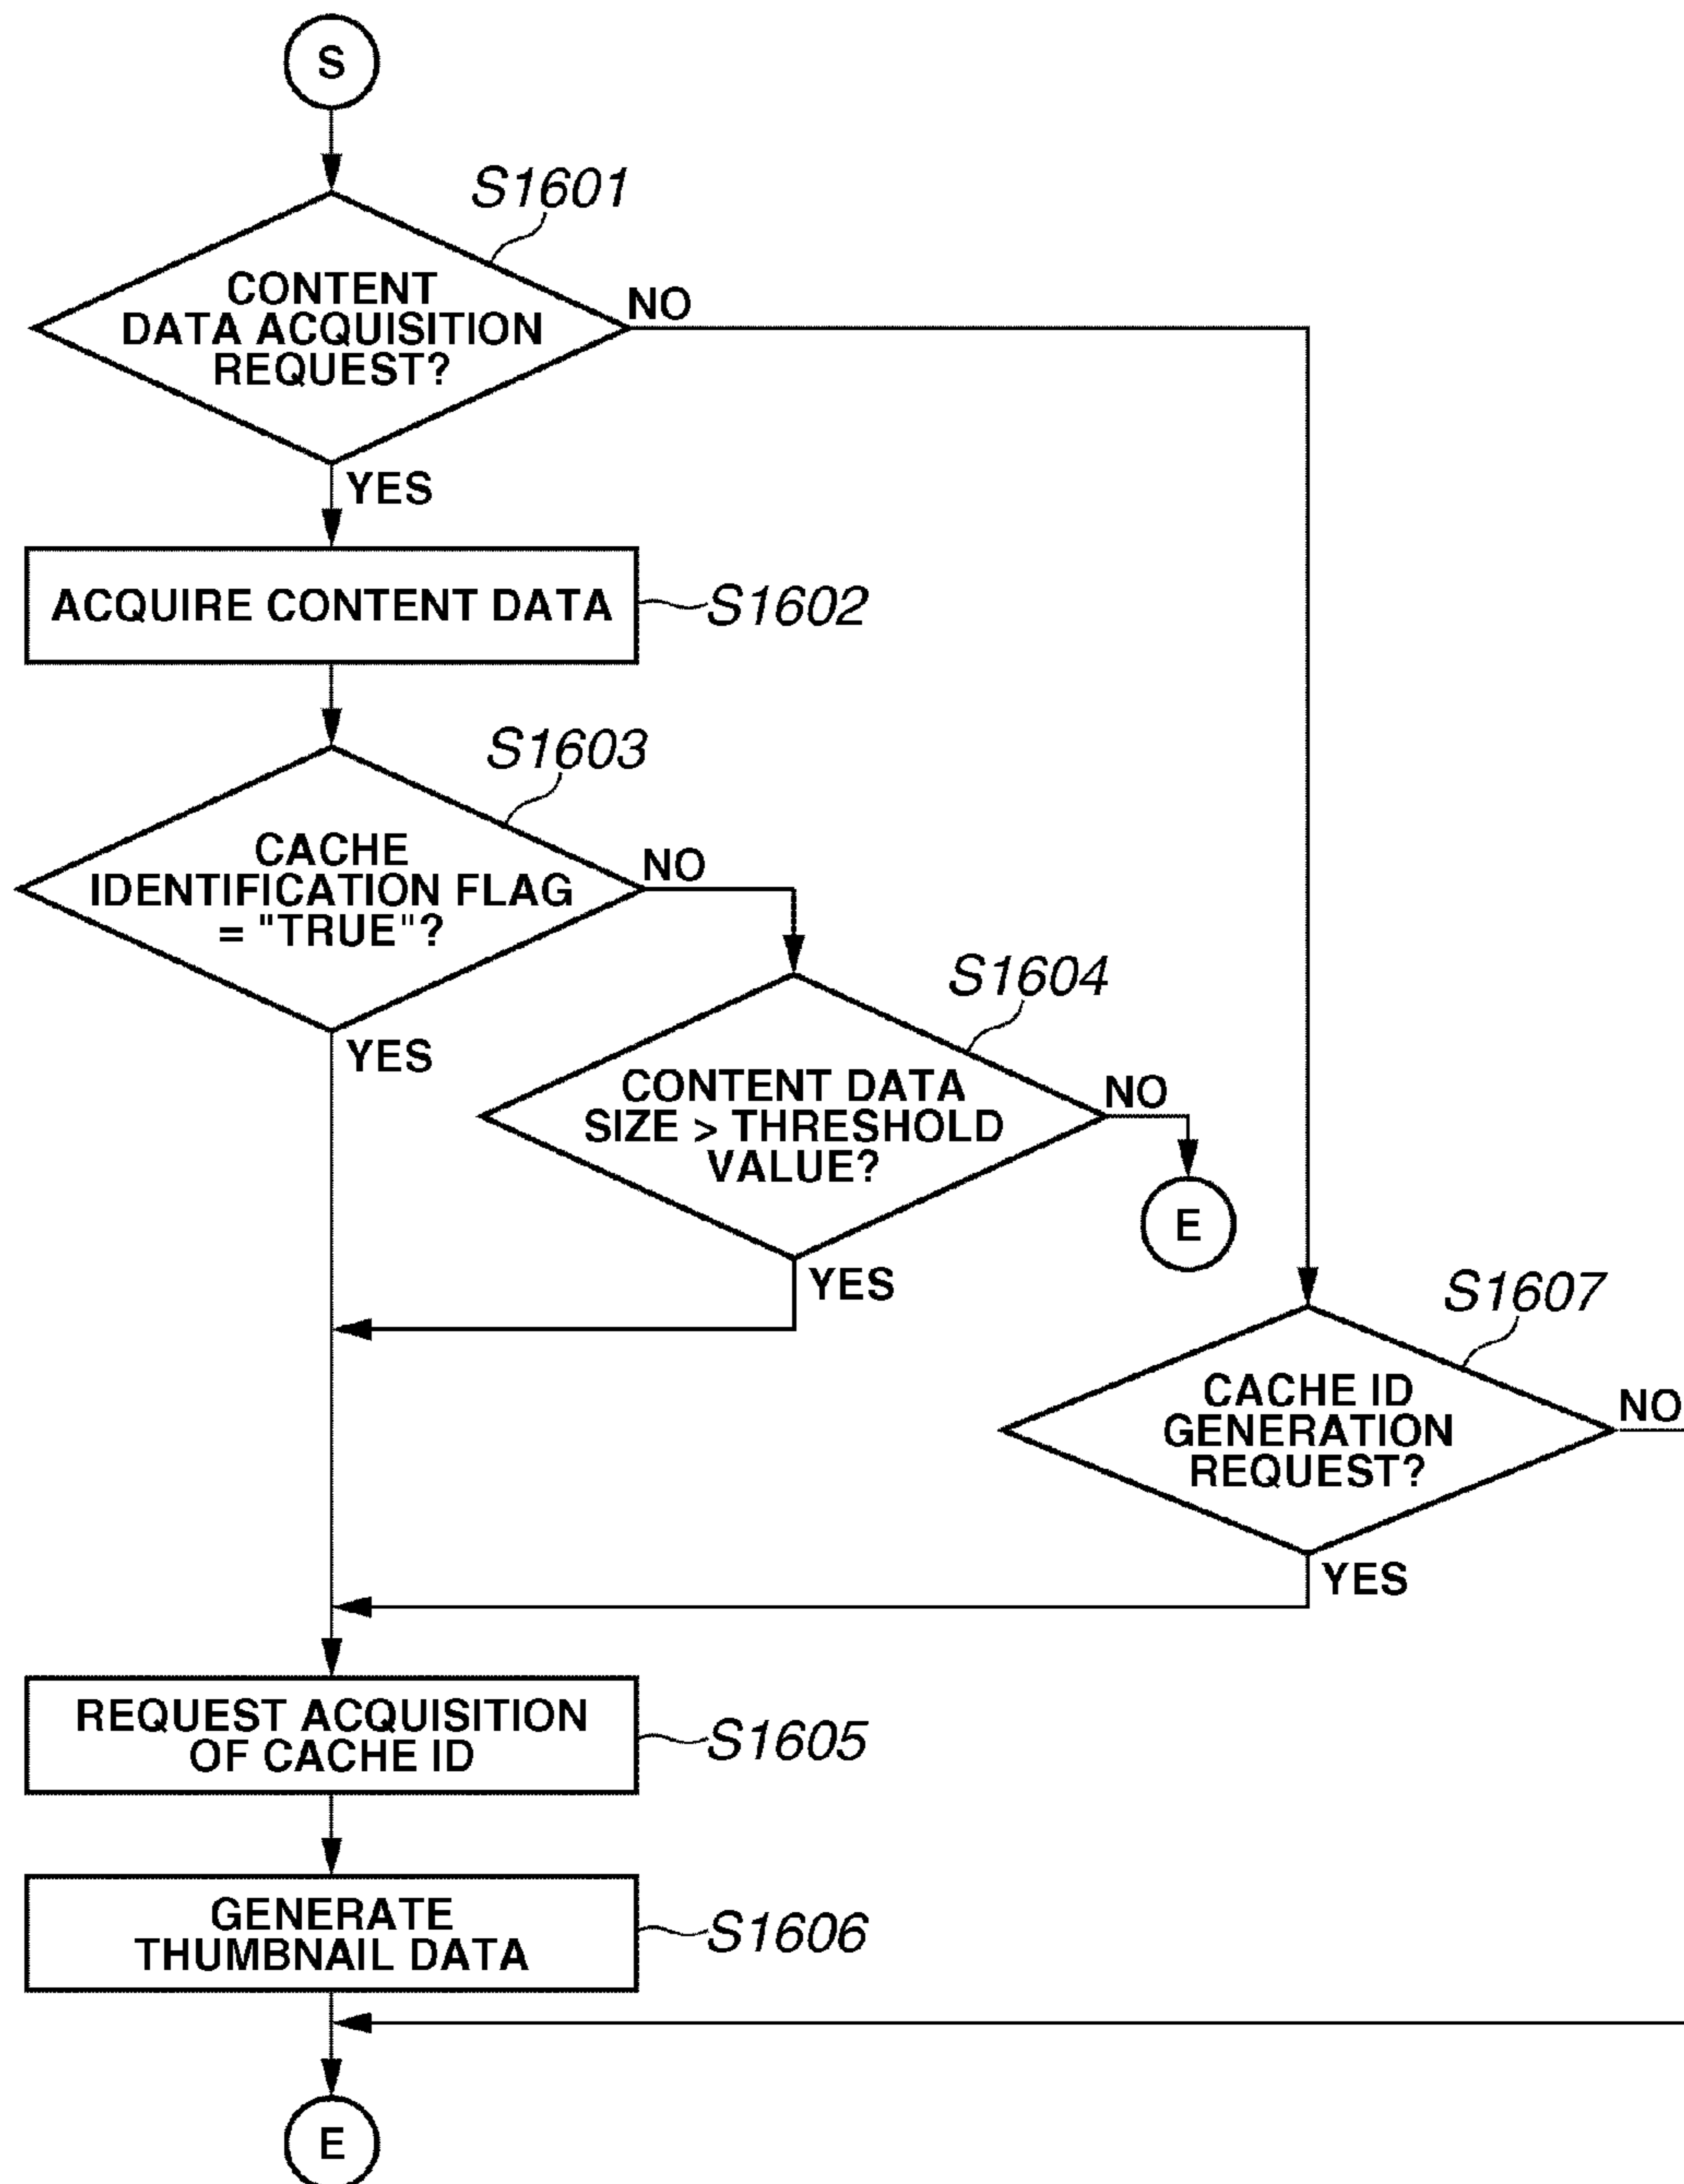 S
S1601
CONTENT
DATA ACQUISITION
REQUEST?
NO
YES
ACQUIRE CONTENT DATA
S1602
S1603
CACHE
IDENTIFICATION FLAG
= "TRUE"?
NO
YES
S1604
CONTENT DATA
SIZE > THRESHOLD
VALUE?
NO
E
YES
S1607
CACHE ID
GENERATION
REQUEST?
NO
YES
REQUEST ACQUISITION
OF CACHE ID
S1605
GENERATE
THUMBNAIL DATA
S1606
E